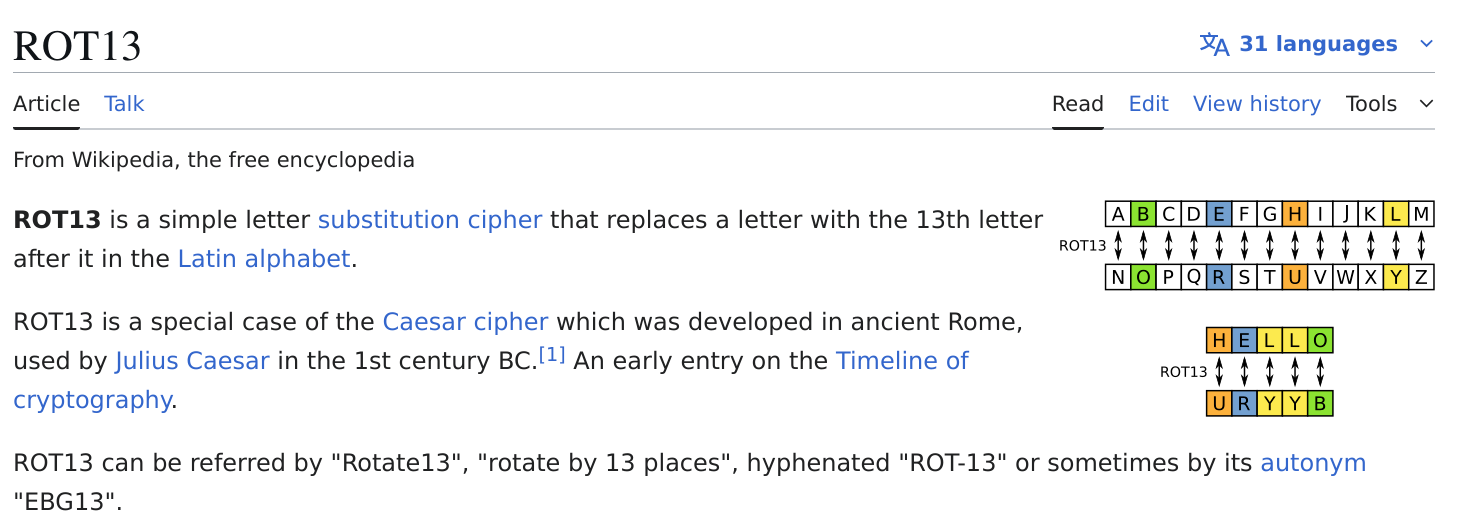 ROT13
31 languages
Article Talk
Read Edit View history Tools
From Wikipedia, the free encyclopedia
ROT13 is a simple letter substitution cipher that replaces a letter with the 13th letter
after it in the Latin alphabet.
ROT13 is a special case of the Caesar cipher which was developed in ancient Rome,
used by Julius Caesar in the 1st century BC.[1] An early entry on the Timeline of
cryptography.
A B C D E F G H I J K L M
ROT13
N O P Q R S T U V W X Y Z
H E L L O
ROT13
U R Y Y B
ROT13 can be referred by "Rotate13", "rotate by 13 places", hyphenated "ROT-13" or sometimes by its autonym
"EBG13".